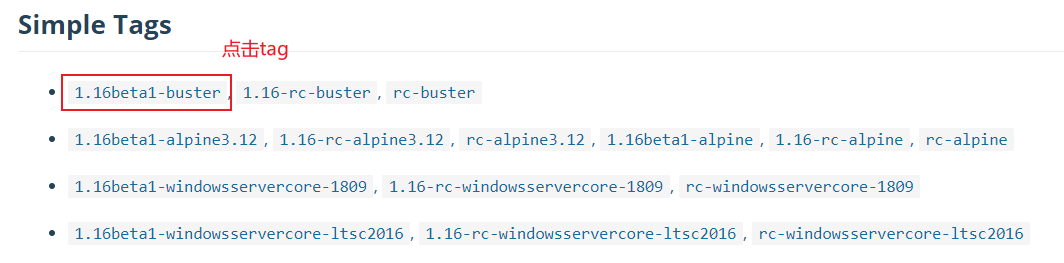 Simple Tags
点击tag
1.16beta1-buster, 1.16-rc-buster, rc-buster
1.16beta1-alpine3.12, 1.16-rc-alpine3.12, rc-alpine3.12, 1.16beta1-alpine, 1.16-rc-alpine, rc-alpine
1.16beta1-windowsservercore-1809, 1.16-rc-windowsservercore-1809, rc-windowsservercore-1809
1.16beta1-windowsservercore-ltsc2016, 1.16-rc-windowsservercore-ltsc2016, rc-windowsservercore-ltsc2016